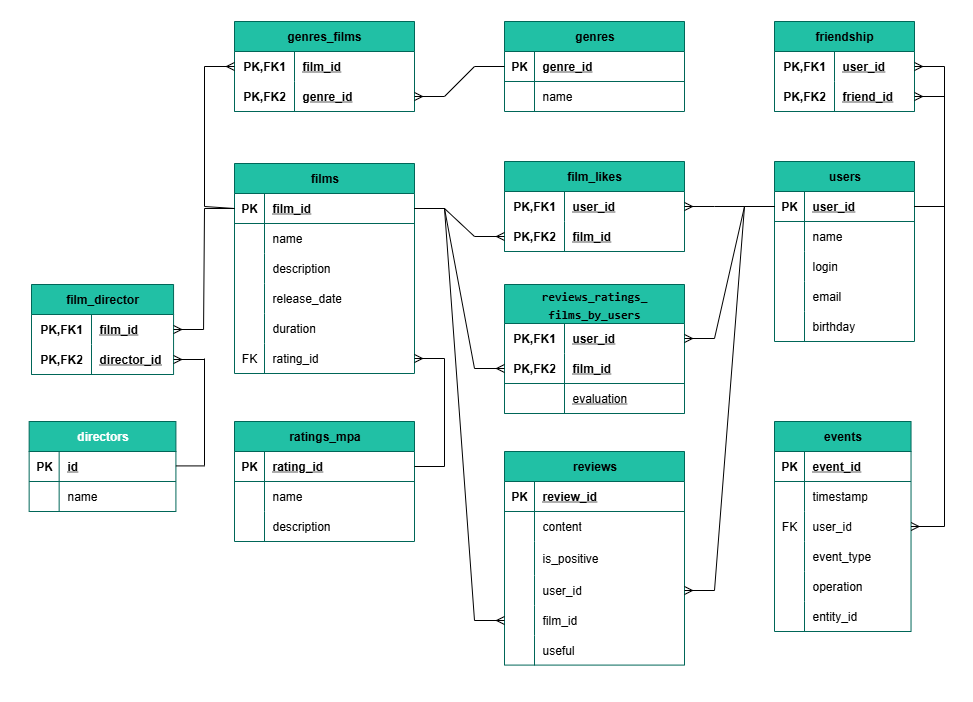 genres_films
PK,FK1 film_id
PK,FK2 genre_id
genres
PK genre_id
name
friendship
PK,FK1 user_id
PK,FK2 friend_id
films
PK film_id
name
description
release_date
duration
FK rating_id
film_likes
PK,FK1 user_id
PK,FK2 film_id
users
PK user_id
name
login
email
birthday
film_director
PK,FK1 film_id
PK,FK2 director_id
reviews_ratings_
films_by_users
PK,FK1 user_id
PK,FK2 film_id
evaluation
directors
PK id
name
ratings_mpa
PK rating_id
name
description
reviews
PK review_id
content
is_positive
user_id
film_id
useful
events
PK event_id
timestamp
FK user_id
event_type
operation
entity_id